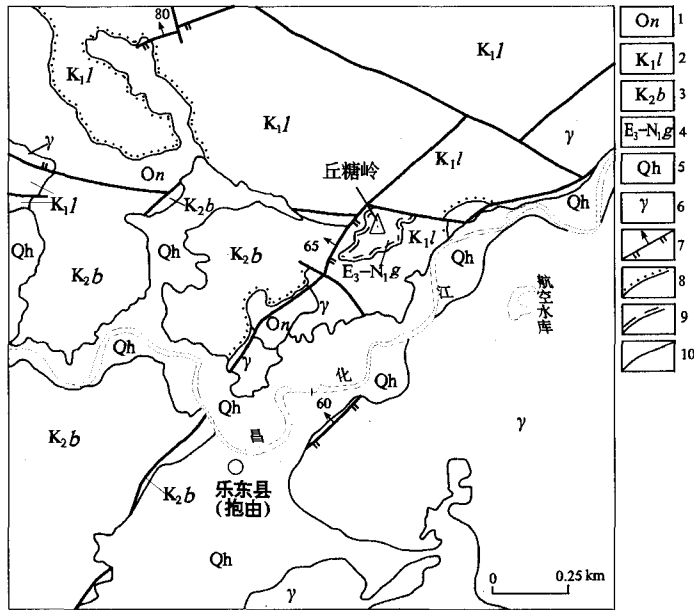 80
K₁l
K₁l
γ
γ
On
K₁l
K₁l
丘糖岭
K₂b
Qh
Qh
K₂b
K₁l
Qh
65
E₃-N₁g
K₂b
航空水库
On
γ
江
Qh
γ
化
Qh
γ
Qh
60
昌
K₂b
乐东县
(抱由)
K₂b
Qh
γ
0 0.25 km
On 1
K₁l 2
K₂b 3
E₃-N₁g 4
Qh 5
γ 6
7
8
9
10